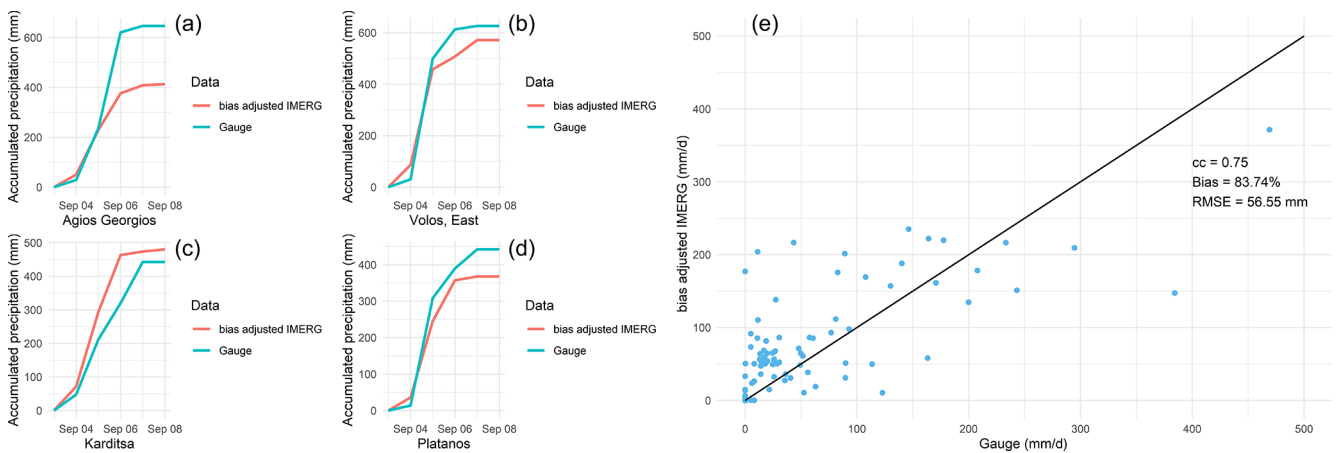 (a)
Accumulated precipitation (mm)
600
400
200
0
Sep 04 Sep 06 Sep 08
Agios Georgios
Data
bias adjusted IMERG
Gauge
(b)
Accumulated precipitation (mm)
600
400
200
0
Sep 04 Sep 06 Sep 08
Volos, East
Data
bias adjusted IMERG
Gauge
(c)
Accumulated precipitation (mm)
500
400
300
200
100
0
Sep 04 Sep 06 Sep 08
Karditsa
Data
bias adjusted IMERG
Gauge
(d)
Accumulated precipitation (mm)
400
300
200
100
0
Sep 04 Sep 06 Sep 08
Platanos
Data
bias adjusted IMERG
Gauge
(e)
bias adjusted IMERG (mm/d)
500
400
300
200
100
0
cc = 0.75
Bias = 83.74%
RMSE = 56.55 mm
0 100 200 300 400 500
Gauge (mm/d)